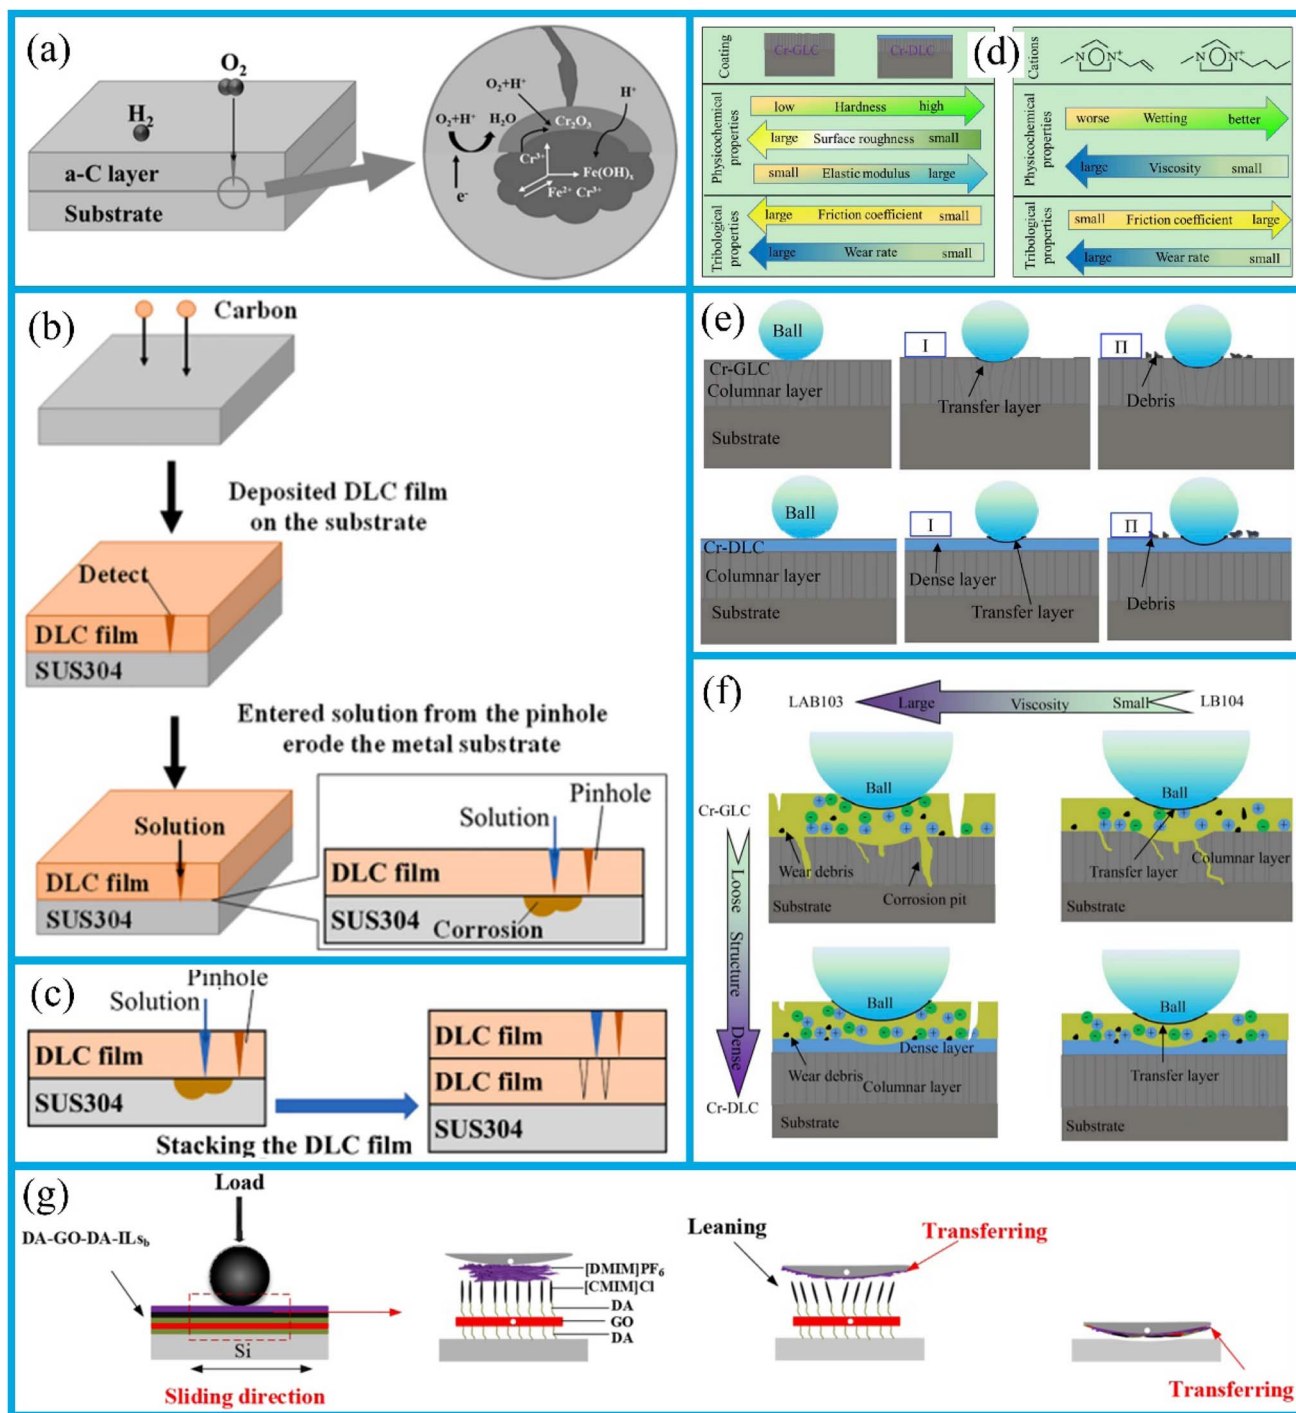 (a)
O2
H2
a-C layer
Substrate
O2+H+
O2+H+
H2O
H+
Cr2O3
Cr3+
Fe(OH)x
Fe2+ Cr3+
e-
(b)
Carbon
Deposited DLC film
on the substrate
Detect
DLC film
SUS304
Entered solution from the pinhole
erode the metal substrate
Solution
DLC film
SUS304
Pinhole
Solution
DLC film
SUS304
Corrosion
(c)
Pinhole
Solution
DLC film
SUS304
Stacking the DLC film
DLC film
DLC film
SUS304
(d)
Coating
Cr-GLC
Cr-DLC
Physicochemical
properties
low Hardness high
large Surface roughness small
small Elastic modulus large
Tribological
properties
large Friction coefficient small
large Wear rate small
Cations
N
N+
N
N+
Physicochemical
properties
worse Wetting better
large Viscosity small
Tribological
properties
small Friction coefficient large
large Wear rate small
(e)
Ball
Cr-GLC
Columnar layer
Substrate
I
Transfer layer
Π
Debris
Ball
Cr-DLC
Columnar layer
Substrate
I
Dense layer
Transfer layer
Π
Debris
(f)
LAB103
Large Viscosity Small
LB104
Cr-GLC
Loose Structure Dense
Cr-DLC
Ball
Wear debris
Corrosion pit
Substrate
Ball
Transfer layer
Columnar layer
Substrate
Ball
Dense layer
Wear debris
Columnar layer
Substrate
Ball
Transfer layer
Substrate
(g)
Load
DA-GO-DA-ILsb
Si
Sliding direction
[DMIM]PF6
[CMIM]Cl
DA
GO
DA
Leaning
Transferring
Transferring